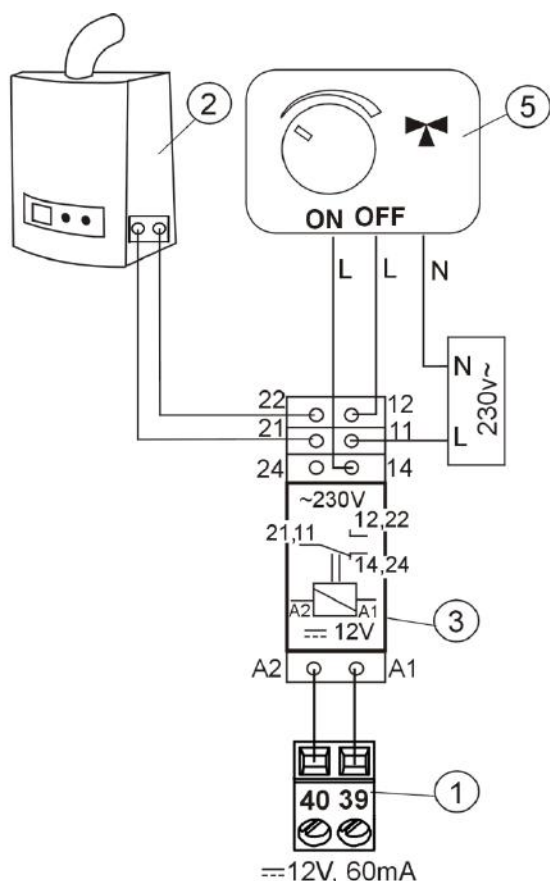 2
5
ON OFF
L L N
N
L
230v~
22 12
21 11
24 14
~230V
12,22
21,11
14,24
A2 A1
⎓ 12V
3
A2 A1
40 39
1
⎓12V, 60mA